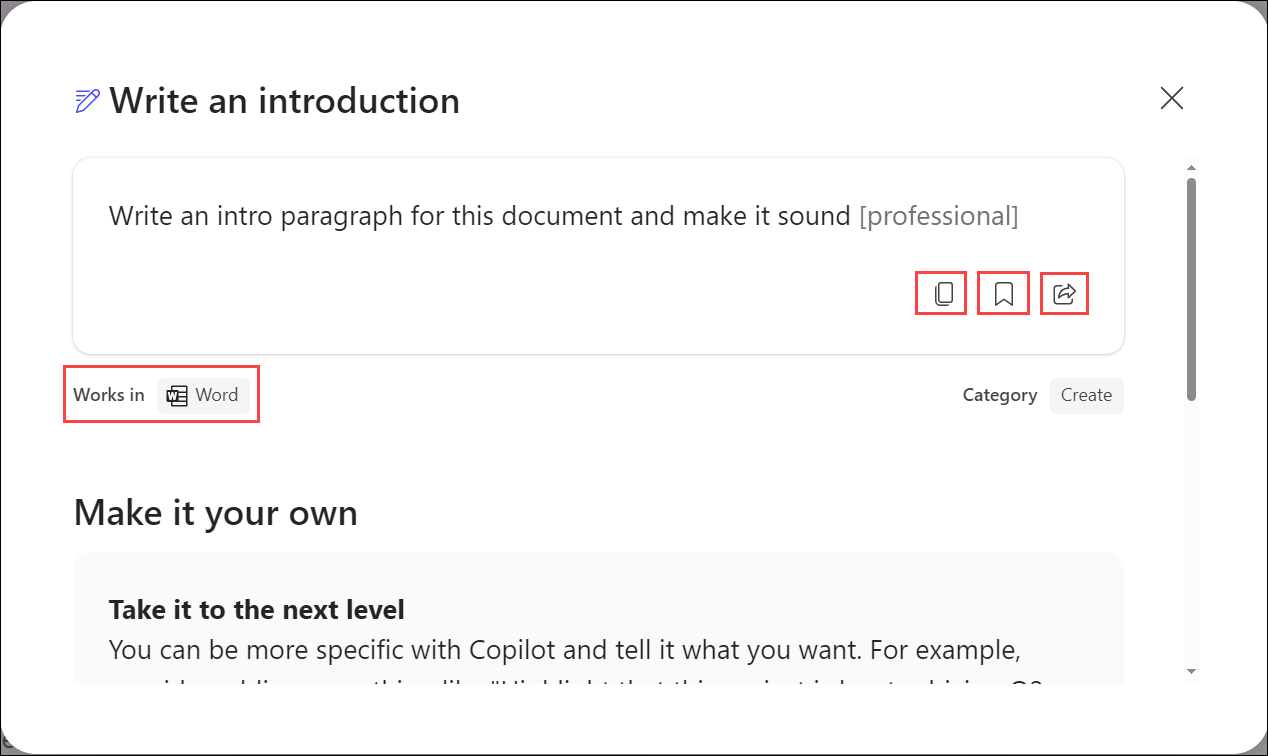 Write an introduction
Write an intro paragraph for this document and make it sound [professional]
Works in Word Category Create
Make it your own
Take it to the next level
You can be more specific with Copilot and tell it what you want. For example,